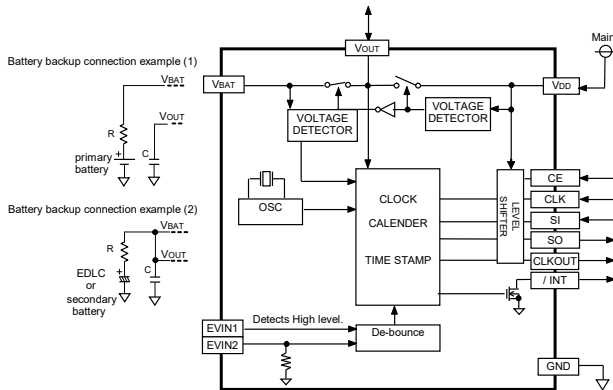 Battery backup connection example (1)
VBAT
VOUT
R
+
primary
battery
C
Battery backup connection example (2)
VBAT
R
VOUT
+
C
EDLC
or
secondary
battery
VOUT
Main
VBAT
VDD
VOLTAGE
DETECTOR
VOLTAGE
DETECTOR
OSC
CLOCK
CALENDER
TIME STAMP
LEVEL
SHIFTER
CE
CLK
SI
SO
CLKOUT
/ INT
EVIN1
Detects High level.
EVIN2
De-bounce
GND